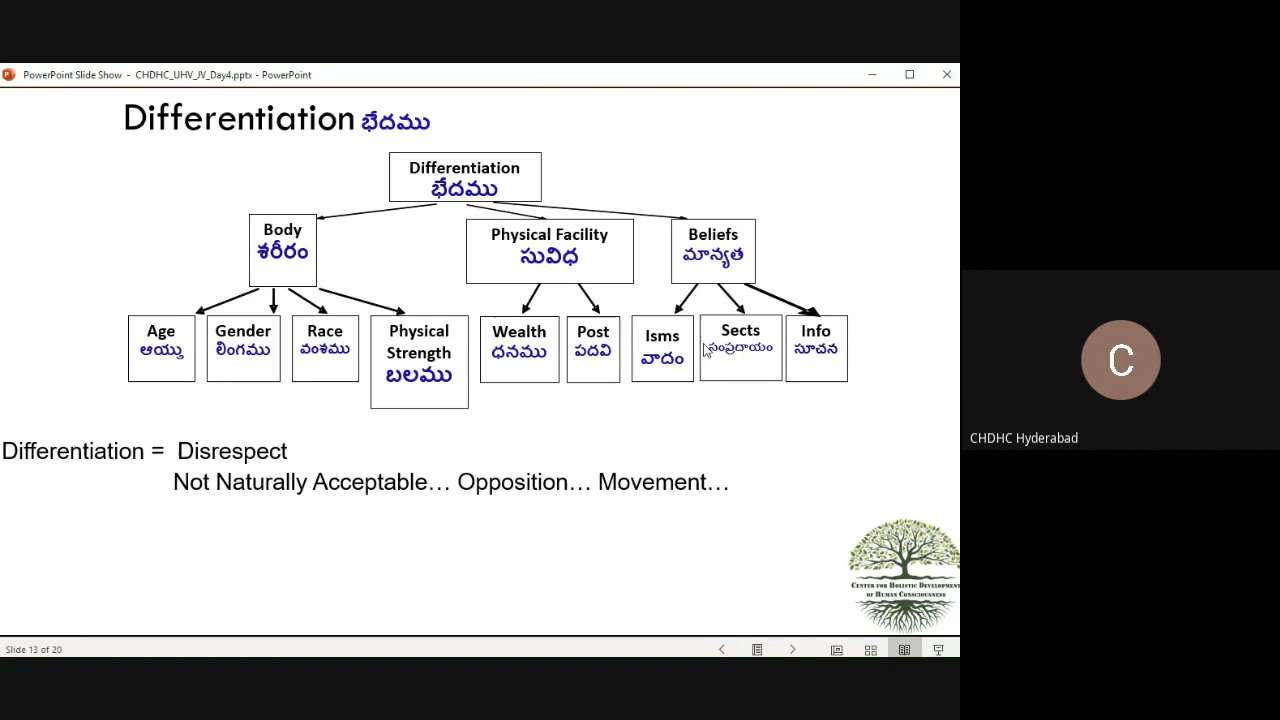 PowerPoint Slide Show - CHDHC_UHV_JV_Day4.pptx - PowerPoint
Differentiation భేదము
Differentiation
భేదము
Body
శరీరం
Physical Facility
సువిధ
Beliefs
మాన్యత
Age
ఆయు
Gender
లింగము
Race
వంశము
Physical
Strength
బలము
Wealth
ధనము
Post
పదవి
Isms
వాదం
Sects
సంప్రదాయం
Info
సూచన
Differentiation = Disrespect
Not Naturally Acceptable… Opposition… Movement…
CENTER FOR HOLISTIC DEVELOPMENT
OF HUMAN CONSCIOUSNESS
Slide 13 of 20
C
CHDHC Hyderabad